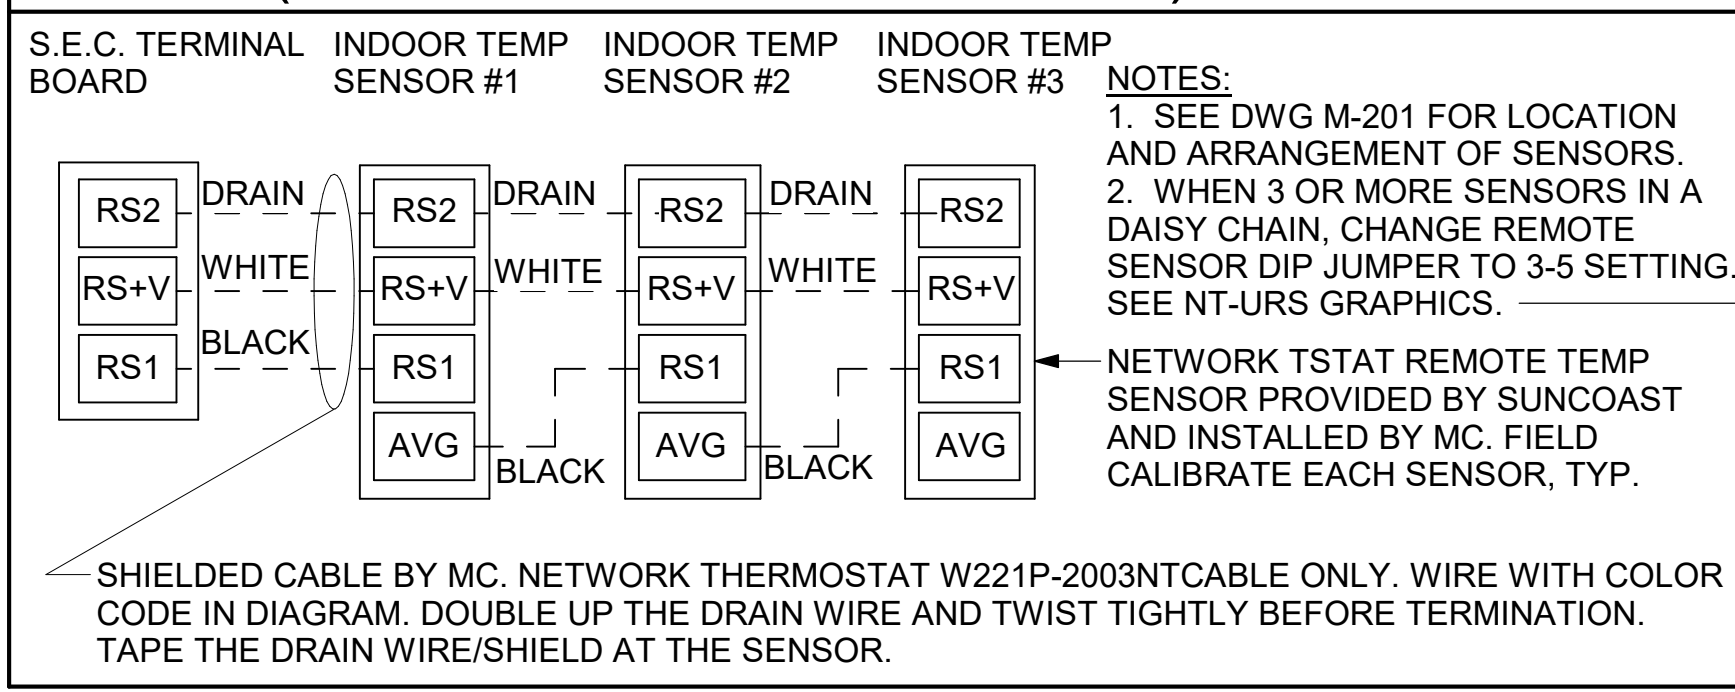 S.E.C. TERMINAL BOARD
INDOOR TEMP SENSOR #1
INDOOR TEMP SENSOR #2
INDOOR TEMP SENSOR #3
RS2
RS+V
RS1
DRAIN
WHITE
BLACK
RS2
RS+V
RS1
AVG
DRAIN
WHITE
BLACK
RS2
RS+V
RS1
AVG
DRAIN
WHITE
BLACK
RS2
RS+V
RS1
AVG
NOTES:
1. SEE DWG M-201 FOR LOCATION
AND ARRANGEMENT OF SENSORS.
2. WHEN 3 OR MORE SENSORS IN A
DAISY CHAIN, CHANGE REMOTE
SENSOR DIP JUMPER TO 3-5 SETTING.
SEE NT-URS GRAPHICS.
NETWORK TSTAT REMOTE TEMP
SENSOR PROVIDED BY SUNCOAST
AND INSTALLED BY MC. FIELD
CALIBRATE EACH SENSOR, TYP.
SHIELDED CABLE BY MC. NETWORK THERMOSTAT W221P-2003NTCABLE ONLY. WIRE WITH COLOR
CODE IN DIAGRAM. DOUBLE UP THE DRAIN WIRE AND TWIST TIGHTLY BEFORE TERMINATION.
TAPE THE DRAIN WIRE/SHIELD AT THE SENSOR.